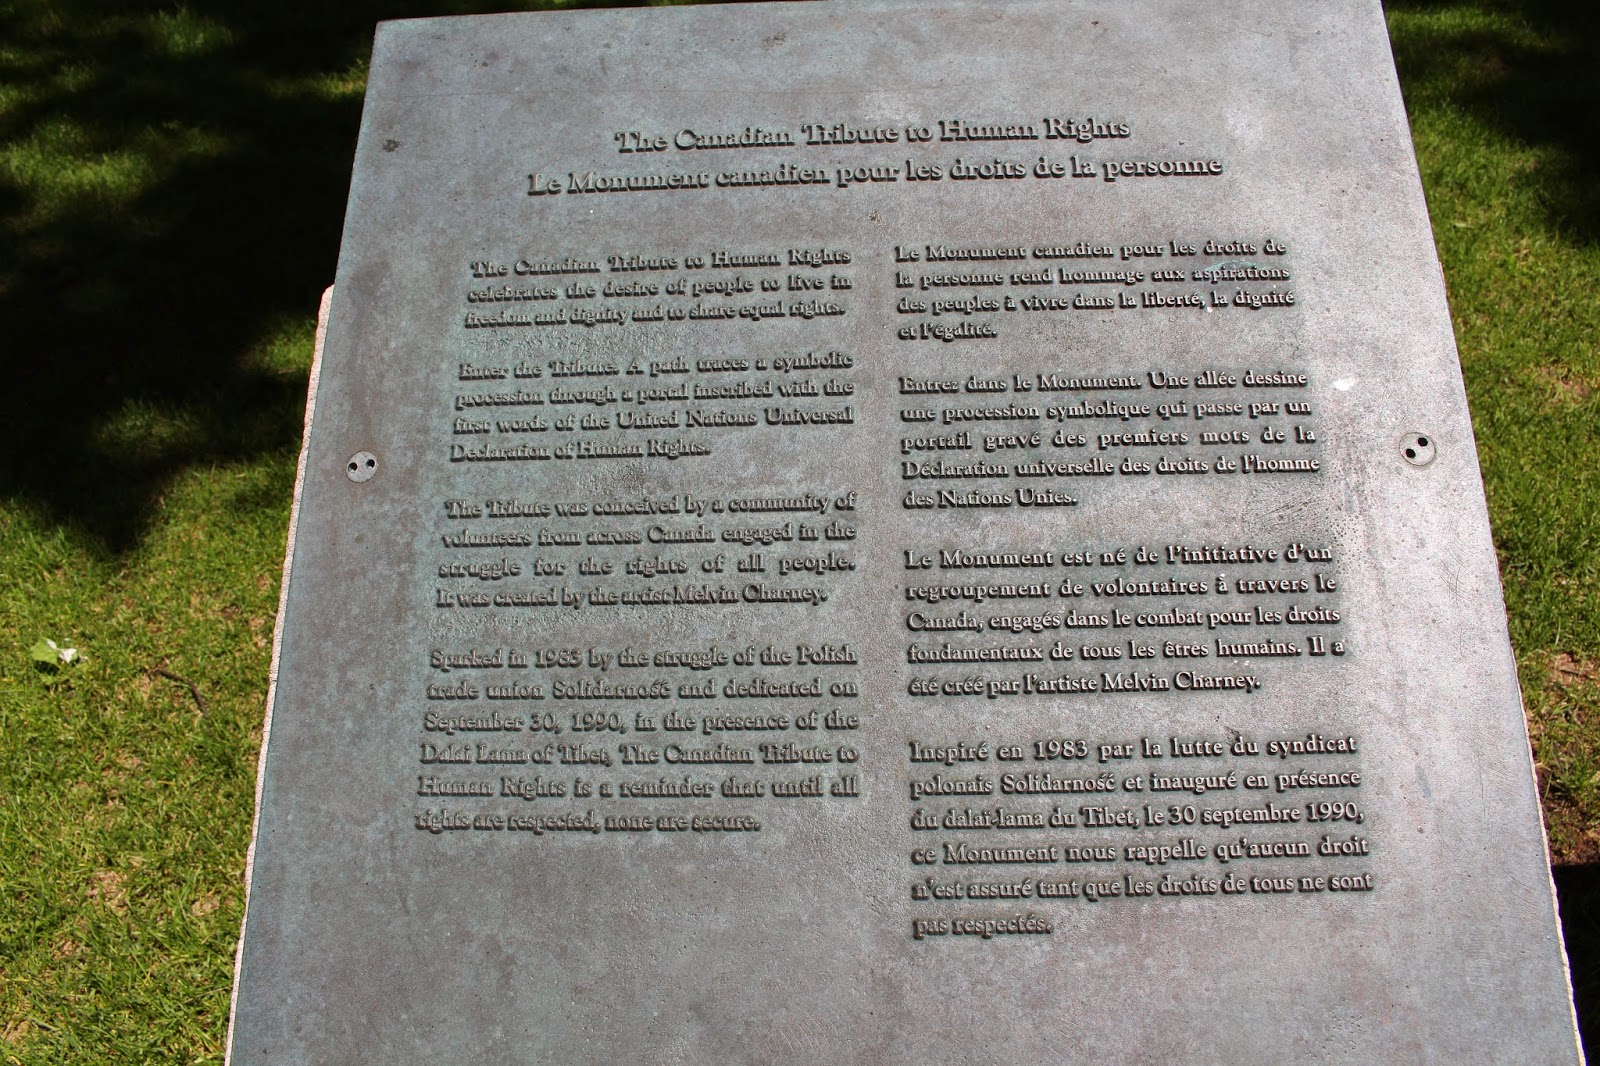 The Canadian Tribute to Human Rights
Le Monument canadien pour les droits de la personne
The Canadian Tribute to Human Rights
celebrates the desire of people to live in
freedom and dignity and to share equal rights.
Enter the Tribute. A path traces a symbolic
procession through a portal inscribed with the
first words of the United Nations Universal
Declaration of Human Rights.
The Tribute was conceived by a community of
volunteers from across Canada engaged in the
struggle for the rights of all people.
It was created by the artist Melvin Charney.
Sparked in 1983 by the struggle of the Polish
trade union Solidarność and dedicated on
September 30, 1990, in the presence of the
Dalai Lama of Tibet, The Canadian Tribute to
Human Rights is a reminder that until all
rights are respected, none are secure.
Le Monument canadien pour les droits de
la personne rend hommage aux aspirations
des peuples à vivre dans la liberté, la dignité
et l'égalité.
Entrez dans le Monument. Une allée dessine
une procession symbolique qui passe par un
portail gravé des premiers mots de la
Déclaration universelle des droits de l'homme
des Nations Unies.
Le Monument est né de l'initiative d'un
regroupement de volontaires à travers le
Canada, engagés dans le combat pour les droits
fondamentaux de tous les êtres humains. Il a
été créé par l'artiste Melvin Charney.
Inspiré en 1983 par la lutte du syndicat
polonais Solidarność et inauguré en présence
du dalaï-lama du Tibet, le 30 septembre 1990,
ce Monument nous rappelle qu'aucun droit
n'est assuré tant que les droits de tous ne sont
pas respectés.